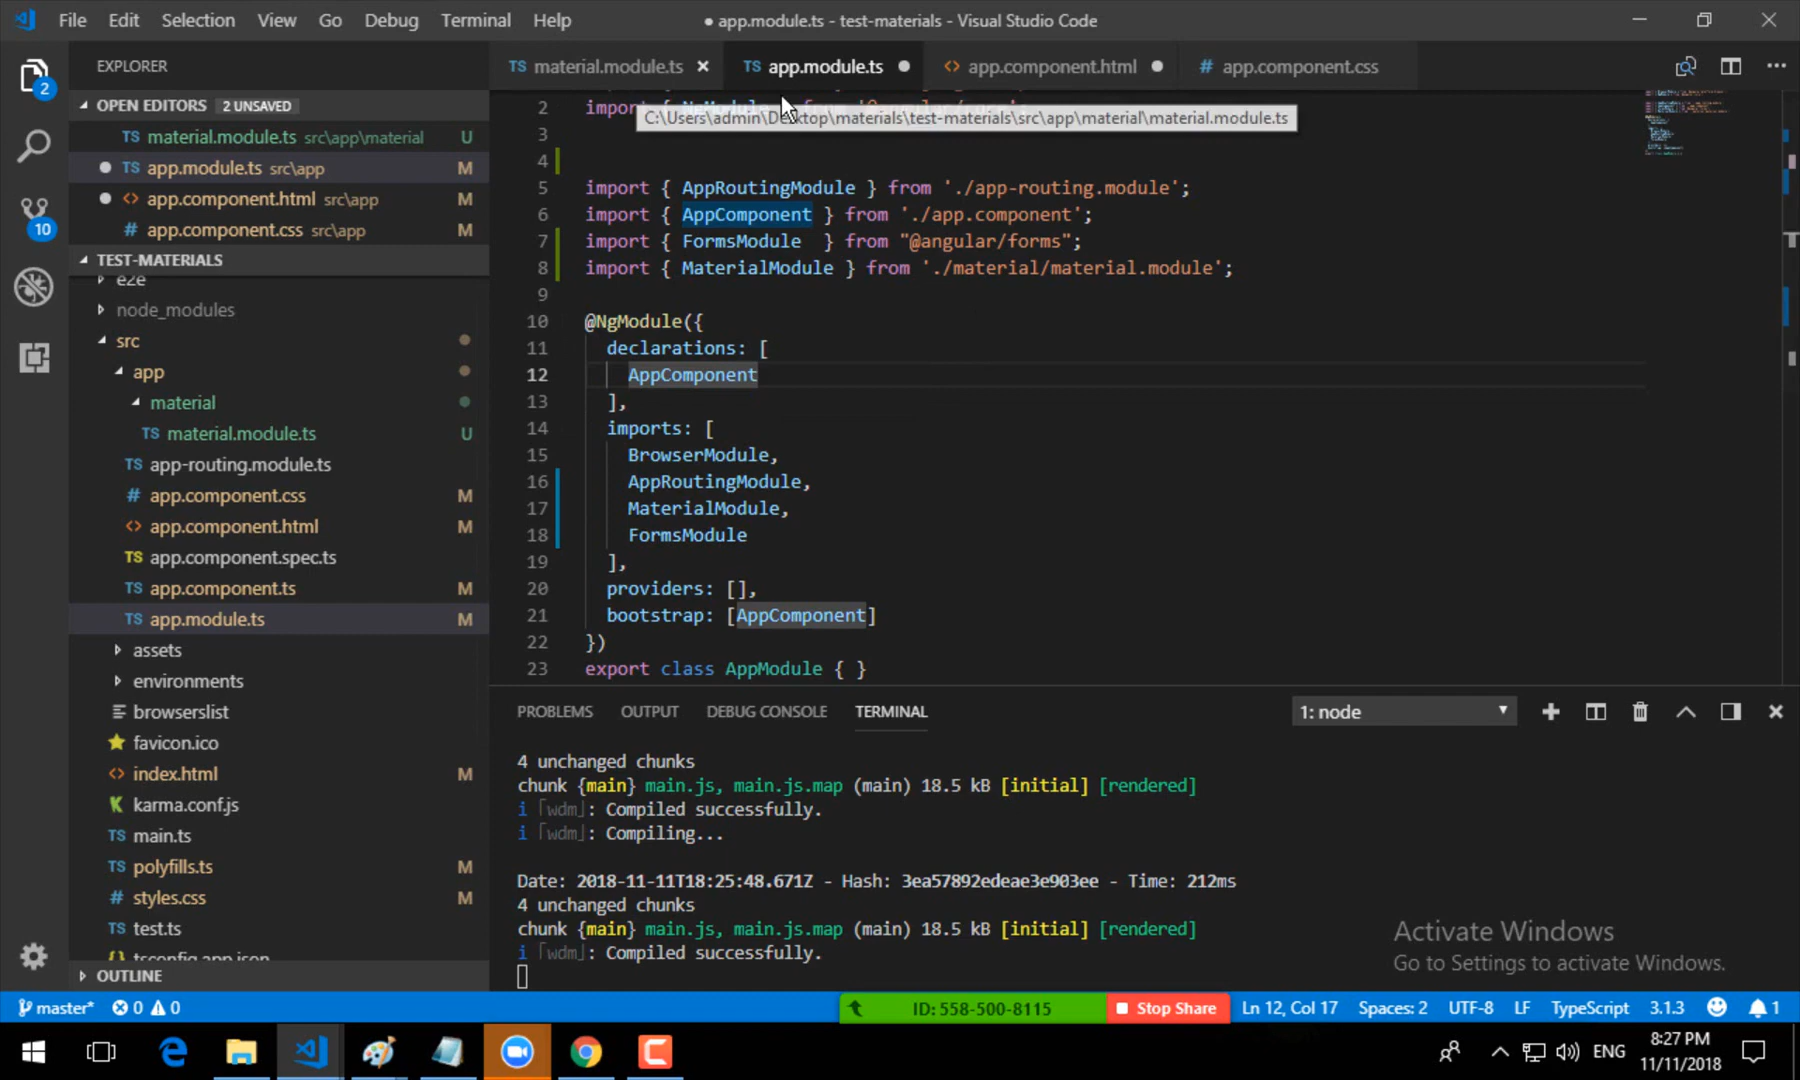 File Edit Selection View Go Debug Terminal Help
● app.module.ts - test-materials - Visual Studio Code
EXPLORER
OPEN EDITORS 2 UNSAVED
material.module.ts src\app\material U
TS app.module.ts src\app M
<> app.component.html src\app M
# app.component.css src\app M
TEST-MATERIALS
e2e
node_modules
src
app
material
TS material.module.ts U
TS app-routing.module.ts
# app.component.css M
<> app.component.html M
TS app.component.spec.ts
TS app.component.ts M
TS app.module.ts M
assets
environments
browserslist
favicon.ico
<> index.html M
karma.conf.js
TS main.ts
TS polyfills.ts M
# styles.css M
TS test.ts
{} tsconfig.app.json
OUTLINE
2
10
TS material.module.ts ×
TS app.module.ts ●
<> app.component.html ●
# app.component.css
2 import { NgModule
C:\Users\admin\Desktop\materials\test-materials\src\app\material\material.module.ts
3
4
5 import { AppRoutingModule } from './app-routing.module';
6 import { AppComponent } from './app.component';
7 import { FormsModule } from "@angular/forms";
8 import { MaterialModule } from './material/material.module';
9
10 @NgModule({
11 declarations: [
12 AppComponent
13 ],
14 imports: [
15 BrowserModule,
16 AppRoutingModule,
17 MaterialModule,
18 FormsModule
19 ],
20 providers: [],
21 bootstrap: [AppComponent]
22 })
23 export class AppModule { }
PROBLEMS OUTPUT DEBUG CONSOLE TERMINAL
1: node
4 unchanged chunks
chunk {main} main.js, main.js.map (main) 18.5 kB [initial] [rendered]
i ｢wdm｣: Compiled successfully.
i ｢wdm｣: Compiling...
Date: 2018-11-11T18:25:48.671Z - Hash: 3ea57892edeae3e903ee - Time: 212ms
4 unchanged chunks
chunk {main} main.js, main.js.map (main) 18.5 kB [initial] [rendered]
i ｢wdm｣: Compiled successfully.
Activate Windows
Go to Settings to activate Windows.
master* 0 0
ID: 558-500-8115
Stop Share
Ln 12, Col 17 Spaces: 2 UTF-8 LF TypeScript 3.1.3 1
ENG
8:27 PM
11/11/2018